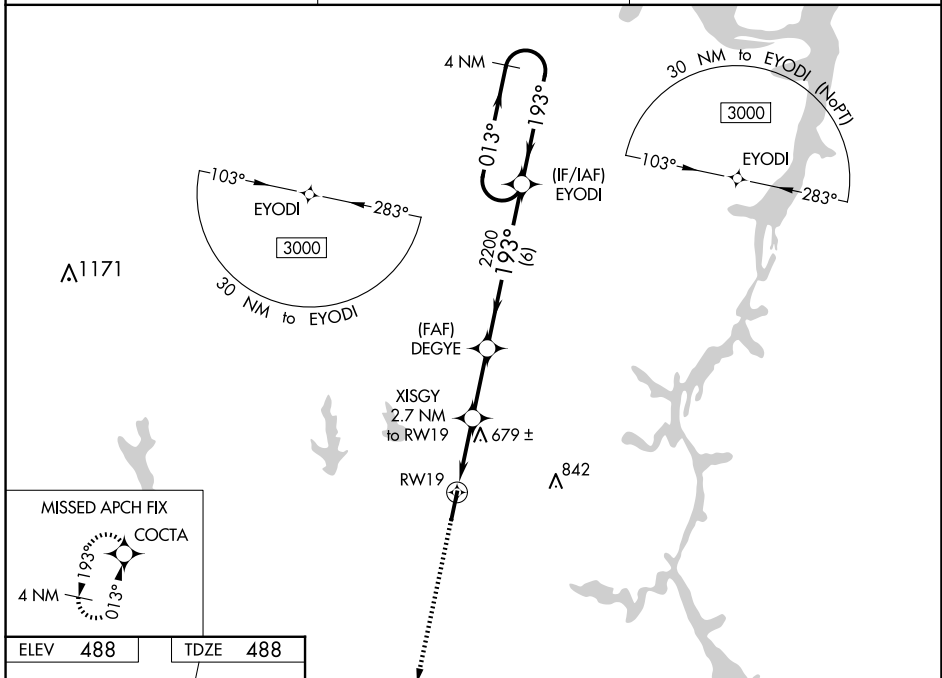 4 NM
013°
193°
(IF/IAF)
EYODI
30 NM to EYODI (NoPT)
3000
103°
EYODI
283°
103°
EYODI
283°
3000
30 NM to EYODI
1171
2200
193°
(6)
(FAF)
DEGYE
XISGY
2.7 NM
to RW19
679 ±
RW19
842
MISSED APCH FIX
COCTA
193°
013°
4 NM
ELEV 488
TDZE 488